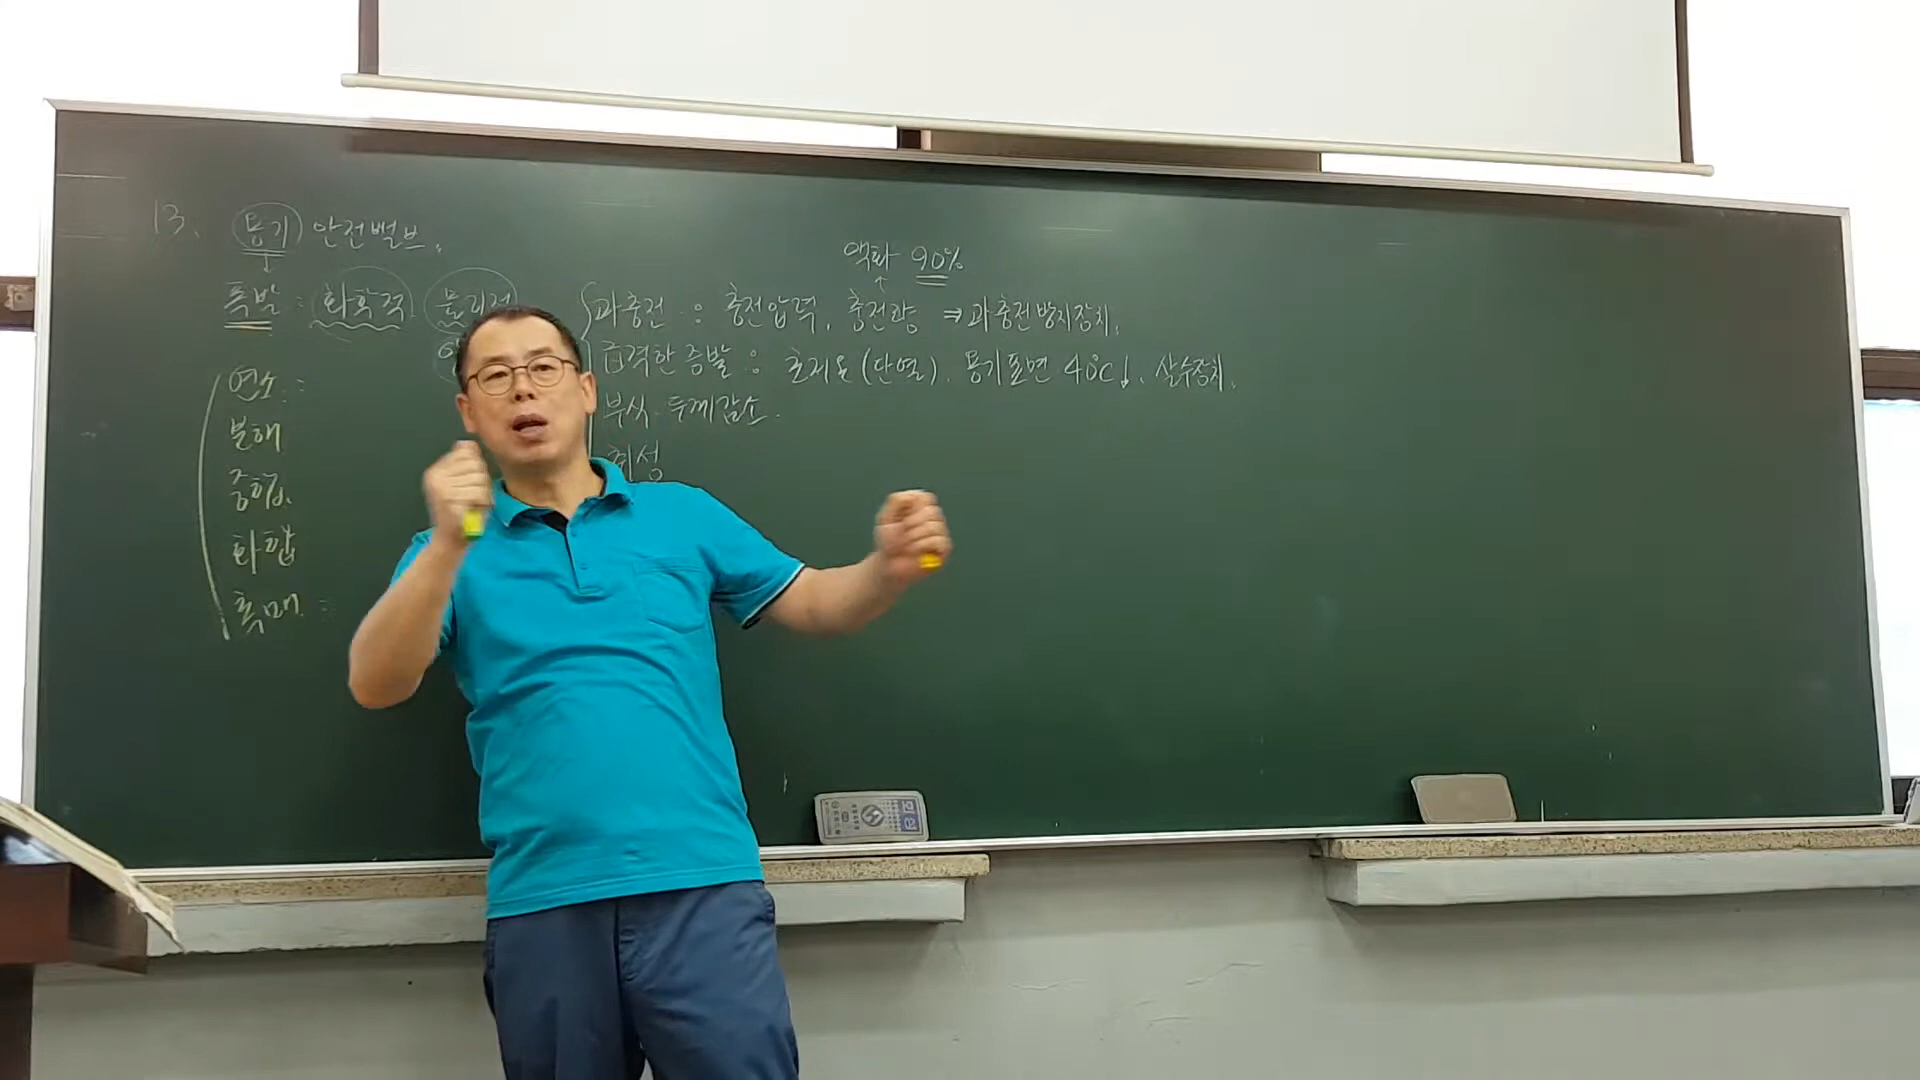 13. 용기 안전밸브.
폭발 : 화학적 물리적
액화 90%
과충전 : 충전압력, 충전량 ⇒ 과충전방지장치.
급격한 증발 : 초저온(단열). 용기표면 40℃↓. 살수장치.
부식. 두께감소.
취성
연소 :
분해
중합.
화합
촉매 :